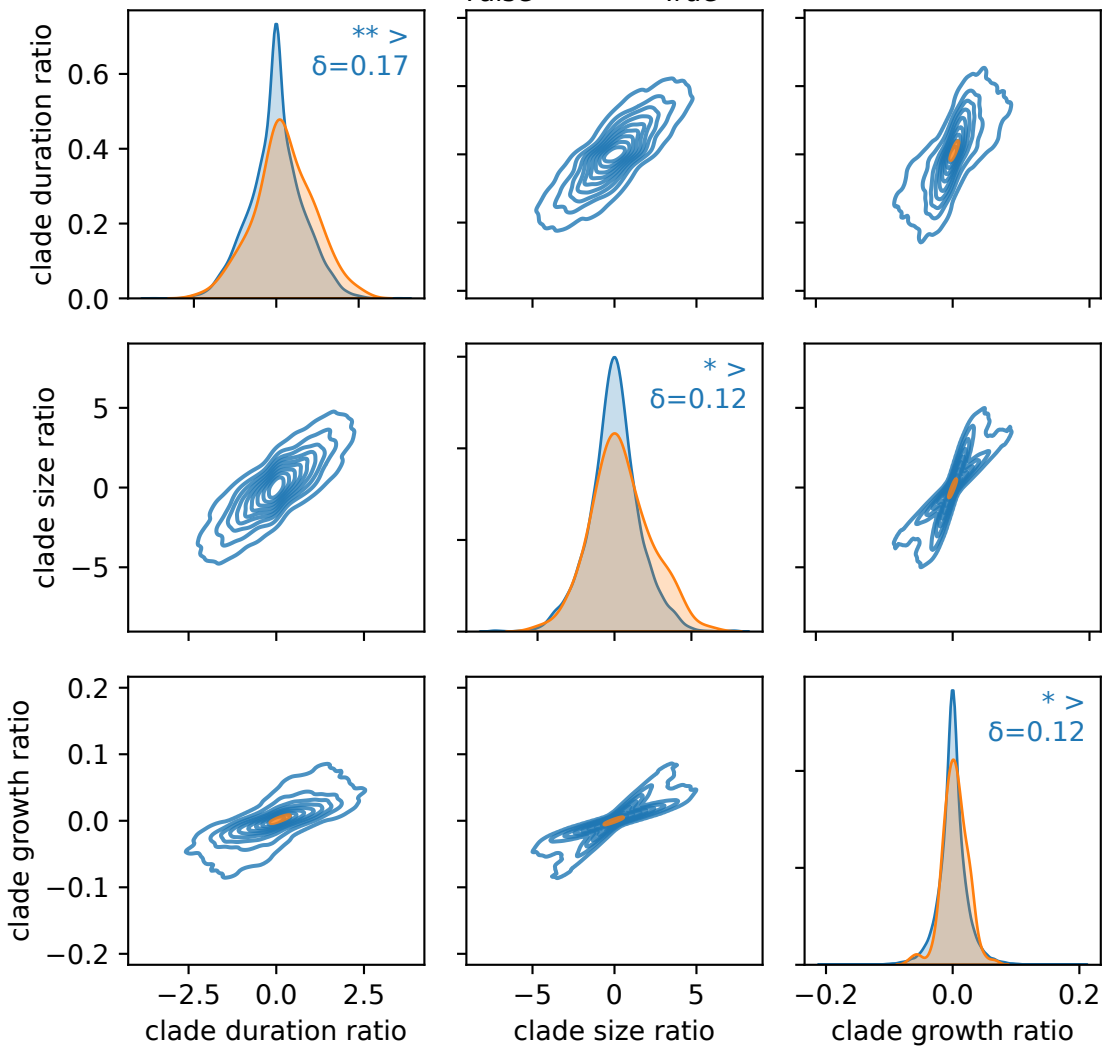 clade duration ratio
0.6
0.4
0.2
0.0
** >
δ=0.17
clade size ratio
5
0
−5
* >
δ=0.12
clade growth ratio
0.2
0.1
0.0
−0.1
−0.2
* >
δ=0.12
−2.5 0.0 2.5
clade duration ratio
−5 0 5
clade size ratio
−0.2 0.0 0.2
clade growth ratio